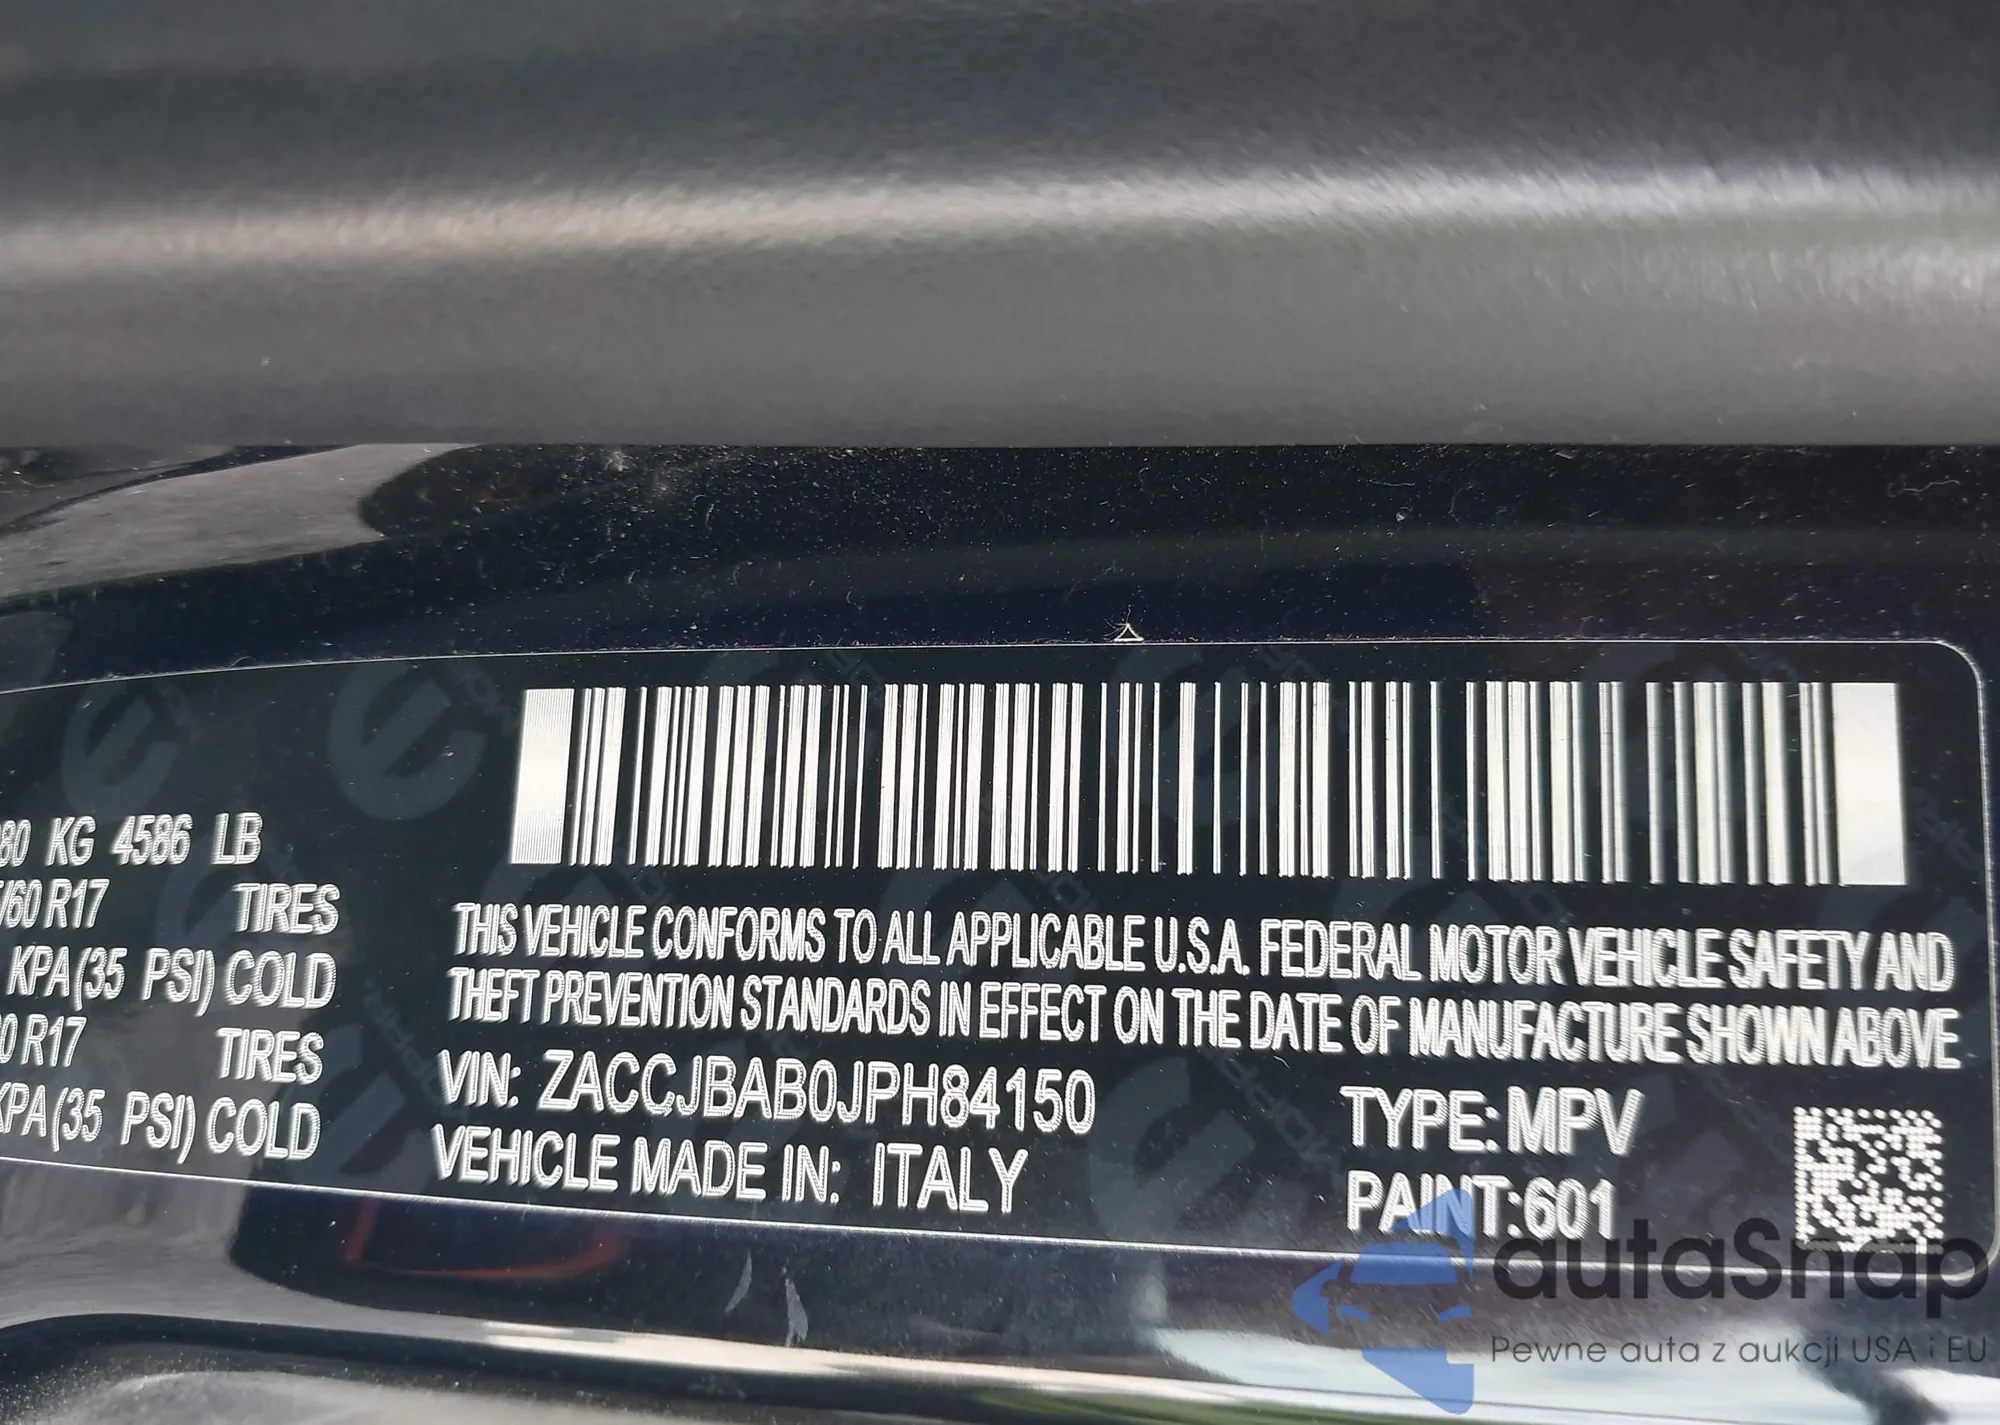 80 KG 4586 LB
/60 R17 TIRES
KPA (35 PSI) COLD
0 R17 TIRES
KPA (35 PSI) COLD
THIS VEHICLE CONFORMS TO ALL APPLICABLE U.S.A. FEDERAL MOTOR VEHICLE SAFETY AND
THEFT PREVENTION STANDARDS IN EFFECT ON THE DATE OF MANUFACTURE SHOWN ABOVE
VIN: ZACCJBAB0JPH84150
VEHICLE MADE IN: ITALY
TYPE: MPV
PAINT:601
autaSnap
Pewne auta z aukcji USA i EU